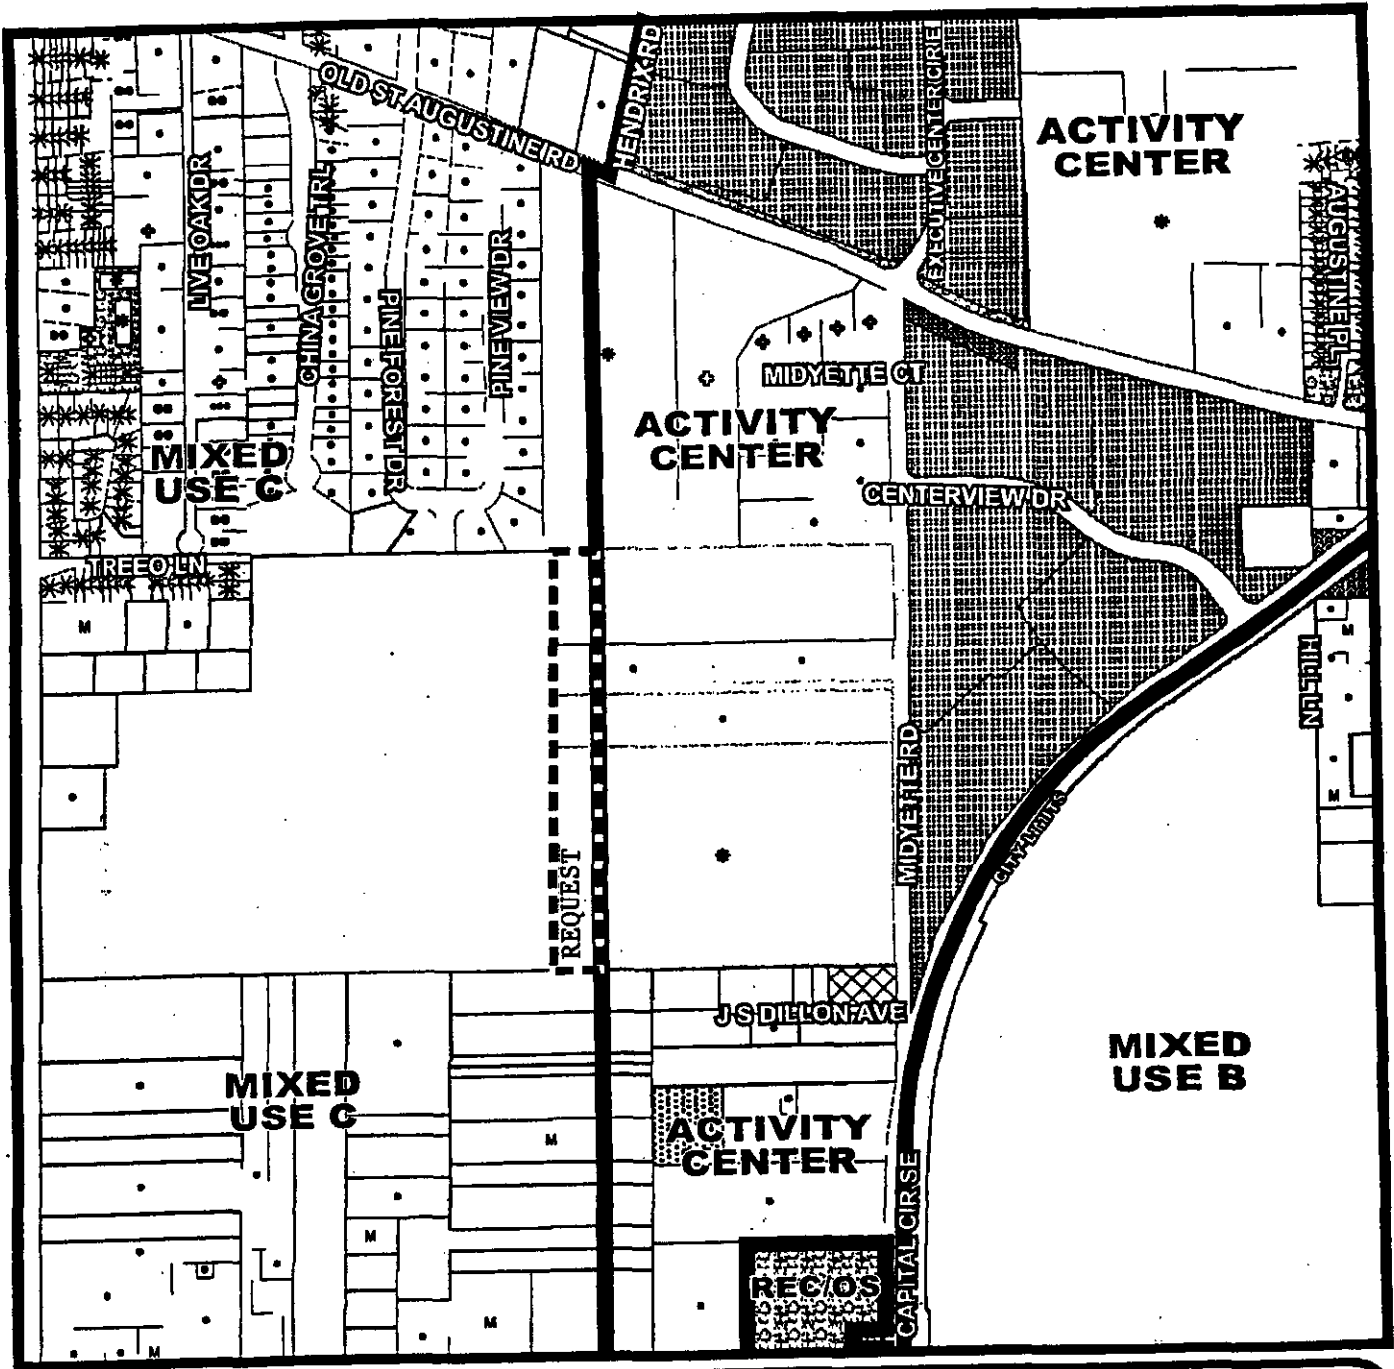 HENDRIX RD
OLD ST AUGUSTINE RD
EXECUTIVE CENTER CIR E
ACTIVITY
CENTER
AUGUSTINE PL
LIVE OAK DR
CHINA GROVE TRL
PINE FOREST DR
PINEVIEW DR
MIDYETTE CT
ACTIVITY
CENTER
MIXED
USE C
CENTERVIEW DR
TREEO LN
M
M
HILL LN
MIDYETTE RD
CITY LIMITS
M
REQUEST
J S DILLON AVE
MIXED
USE B
MIXED
USE C
ACTIVITY
CENTER
M
CAPITAL CIR SE
M
REC/OS
M
M